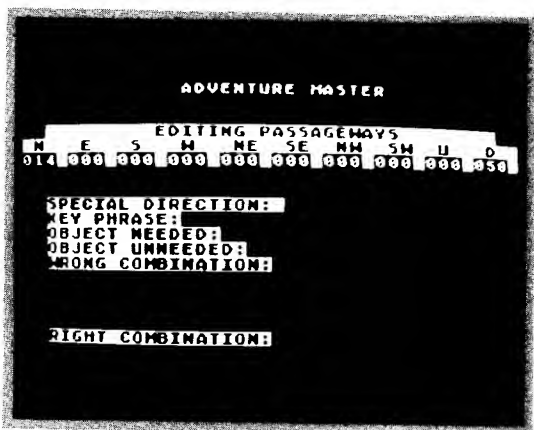 ADVENTURE MASTER
EDITING PASSAGEWAYS
N E S W NE SE NW SW U D
014 000 000 000 000 000 000 000 000 050
SPECIAL DIRECTION:
KEY PHRASE:
OBJECT NEEDED:
OBJECT UNNEEDED:
WRONG COMBINATION:
RIGHT COMBINATION: